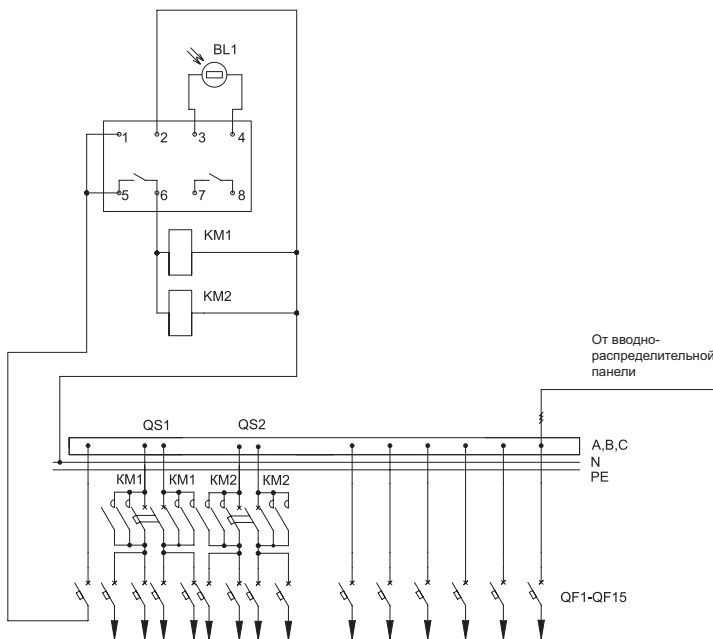 BL1
1 2 3 4
5 6 7 8
KM1
KM2
От вводно-
распределительной
панели
QS1 QS2
A,B,C
N
PE
KM1 KM1 KM2 KM2
QF1-QF15